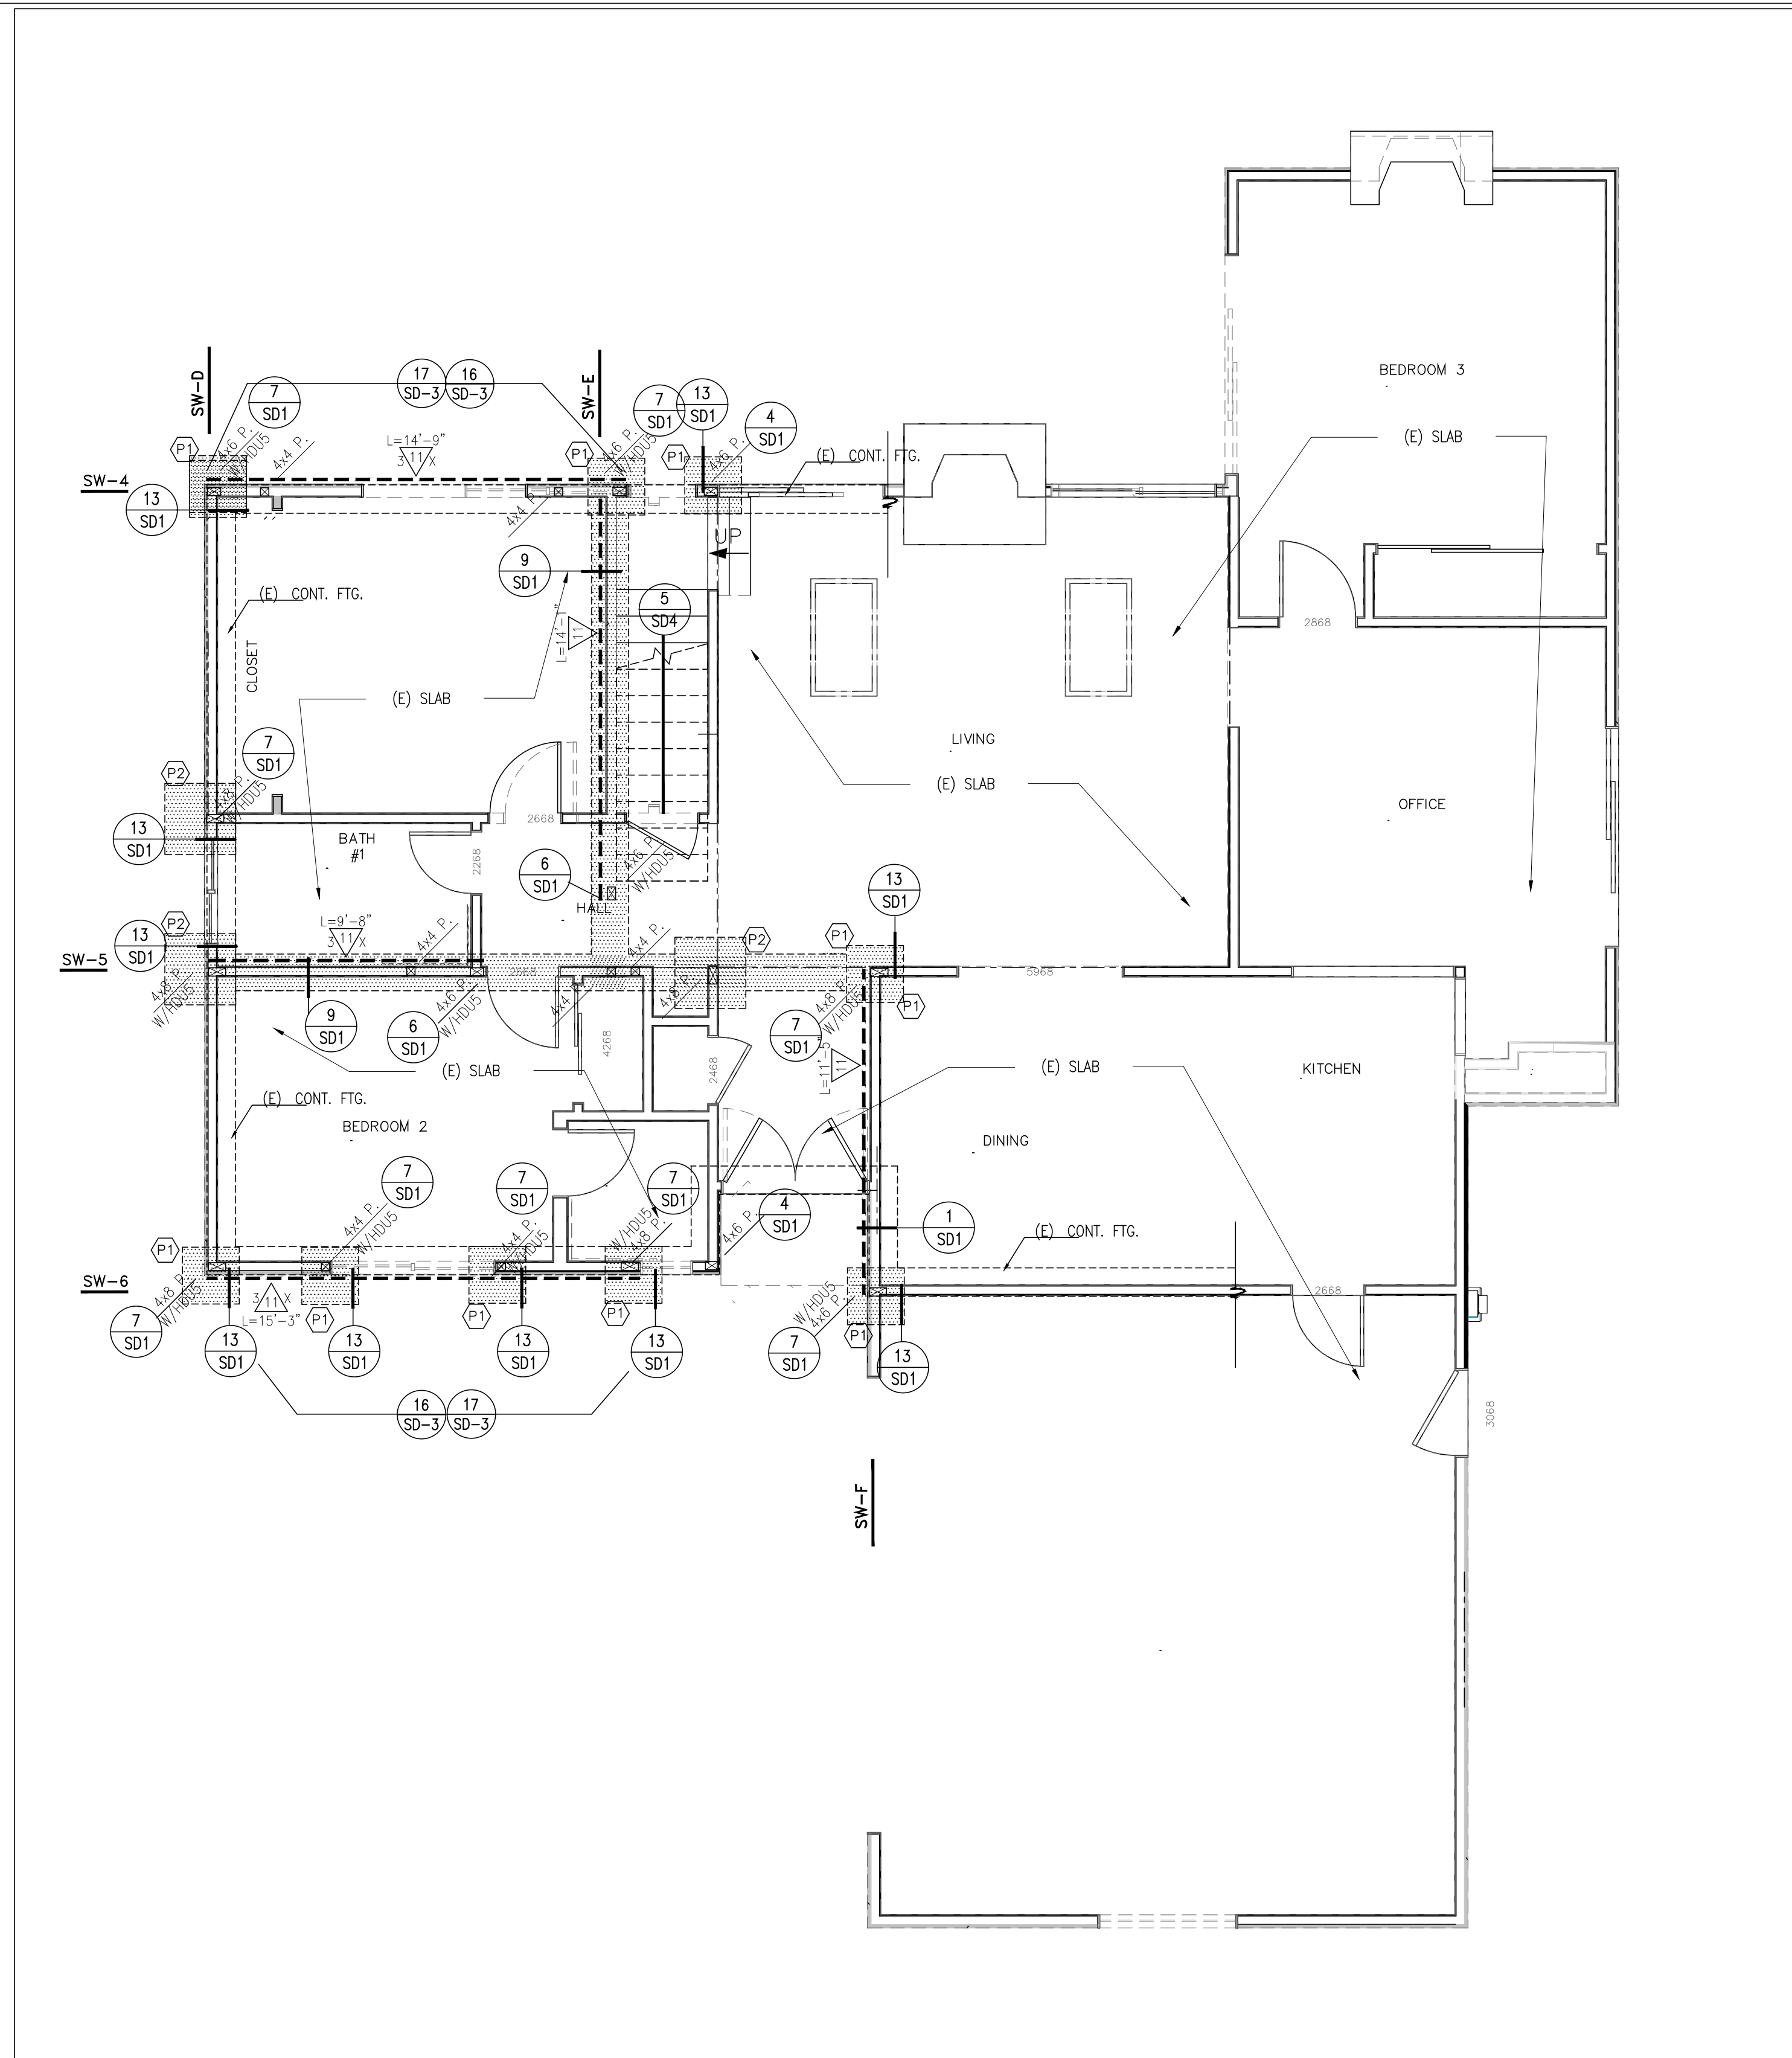 BEDROOM 3
(E) SLAB
SW-D
SW-E
17
SD-3
16
SD-3
7
SD1
7
SD1
13
SD1
4
SD1
P1
4x6 P.
W/HDU5
4x4 P.
L=14'-9"
3 11 X
P1
4x6 P.
W/HDU5
P1
4x6 P.
(E) CONT. FTG.
SW-4
13
SD1
4x4 P.
UP
9
SD1
(E) CONT. FTG.
5
SD4
L=14'-1"
11
2868
CLOSET
(E) SLAB
LIVING
7
SD1
P2
4x8 P.
W/HDU5
(E) SLAB
OFFICE
2668
13
SD1
BATH
#1
2268
4x6 P.
W/HDU5
6
SD1
13
SD1
HALL
P2
L=9'-8"
3 11 X
4x4 P.
4x4 P.
P2
P1
13
SD1
SW-5
2668
5968
4x8 P.
W/HDU5
4x6 P.
W/HDU5
4x4
4x8 P.
4x8 P.
W/HDU5
P1
9
SD1
6
SD1
7
SD1
4268
2468
L=11'-5"
11
(E) SLAB
(E) SLAB
KITCHEN
(E) CONT. FTG.
BEDROOM 2
DINING
7
SD1
7
SD1
7
SD1
4
SD1
1
SD1
4x4 P.
W/HDU5
4x4 P.
W/HDU5
W/HDU5
4x8 P.
4x6 P.
(E) CONT. FTG.
P1
SW-6
4x8 P.
W/HDU5
3 11 X
L=15'-3"
P1
P1
P1
W/HDU5
4x6 P.
P1
2668
7
SD1
13
SD1
13
SD1
13
SD1
13
SD1
7
SD1
13
SD1
16
SD-3
17
SD-3
3068
SW-F